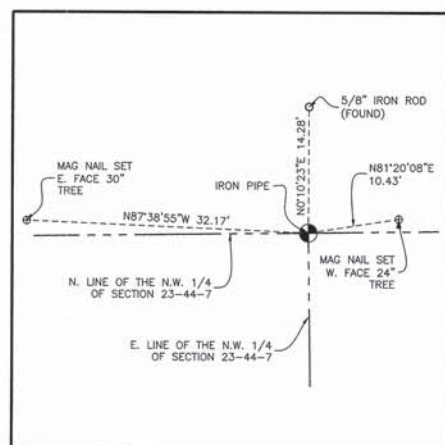 5/8" IRON ROD
(FOUND)
N0°10'23"E 14.28'
MAG NAIL SET
E. FACE 30"
TREE
IRON PIPE
N81°20'08"E
10.43'
N87°38'55"W 32.17'
MAG NAIL SET
W. FACE 24"
TREE
N. LINE OF THE N.W. 1/4
OF SECTION 23-44-7
E. LINE OF THE N.W. 1/4
OF SECTION 23-44-7